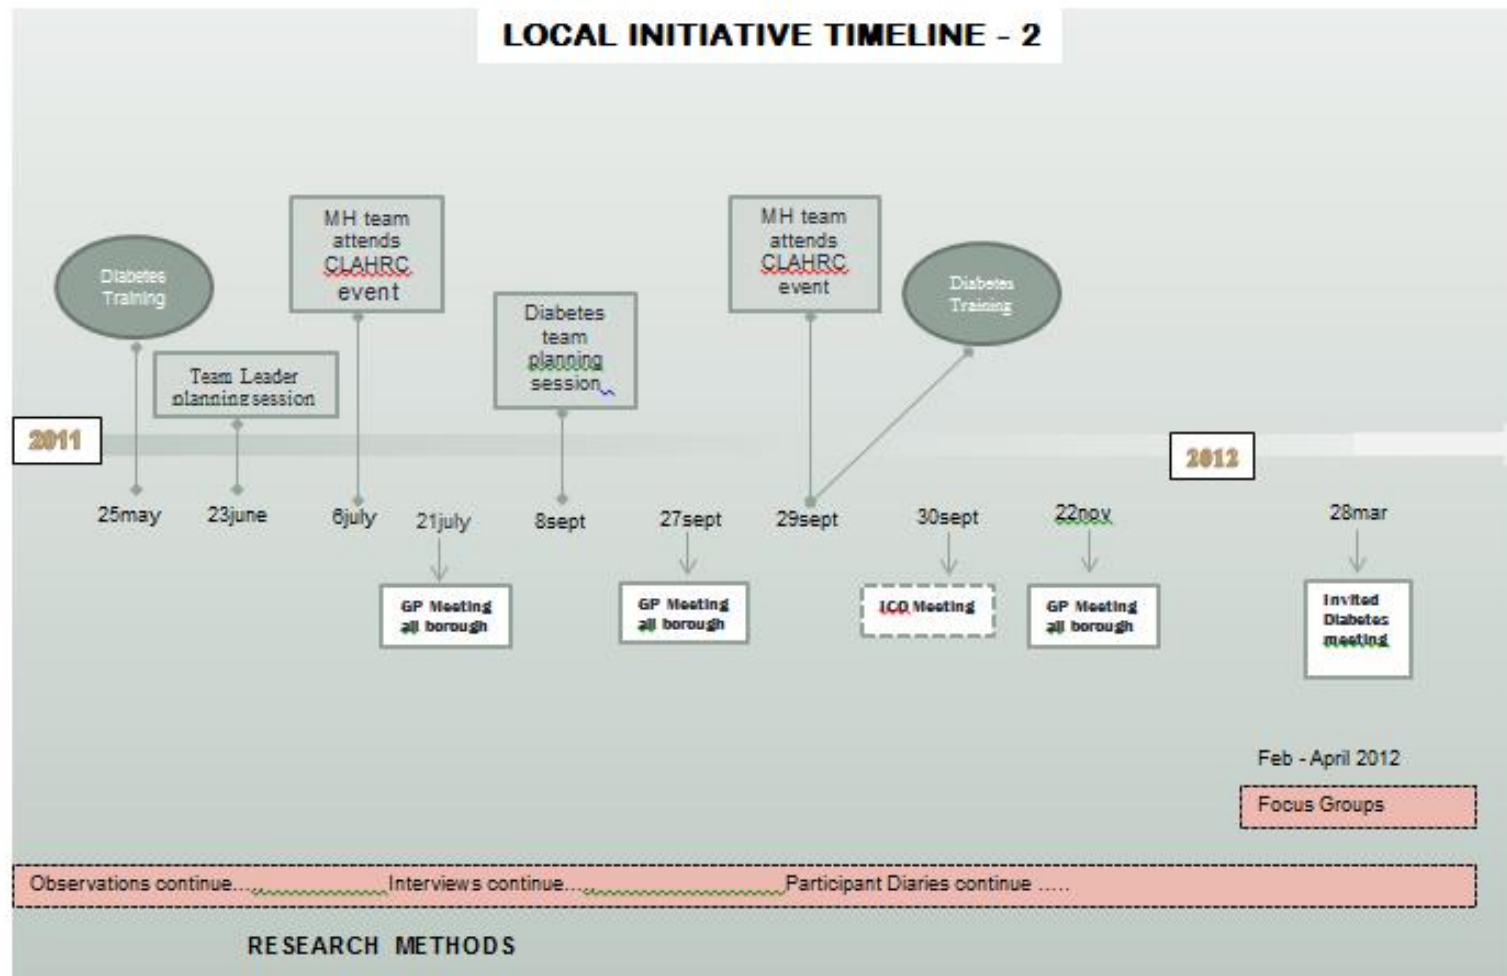 LOCAL INITIATIVE TIMELINE - 2
MH team
attends
CLAHRC
event
MH team
attends
CLAHRC
event
Diabetes
Training
Diabetes
Training
Diabetes
team
planning
session
Team Leader
planning session
2011
2012
25may
23june
6july
21july
8sept
27sept
29sept
30sept
22nov
28mar
GP Meeting
all borough
GP Meeting
all borough
ICO Meeting
GP Meeting
all borough
Invited
Diabetes
meeting
Feb - April 2012
Focus Groups
Observations continue..... Interviews continue..... Participant Diaries continue .....
RESEARCH METHODS